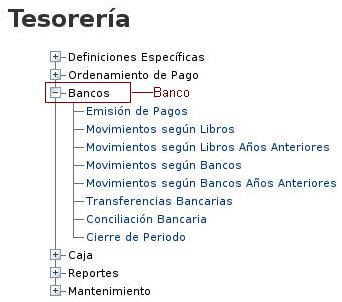 Tesorería
Definiciones Específicas
Ordenamiento de Pago
Bancos Banco
Emisión de Pagos
Movimientos según Libros
Movimientos según Libros Años Anteriores
Movimientos según Bancos
Movimientos según Bancos Años Anteriores
Transferencias Bancarias
Conciliación Bancaria
Cierre de Periodo
Caja
Reportes
Mantenimiento